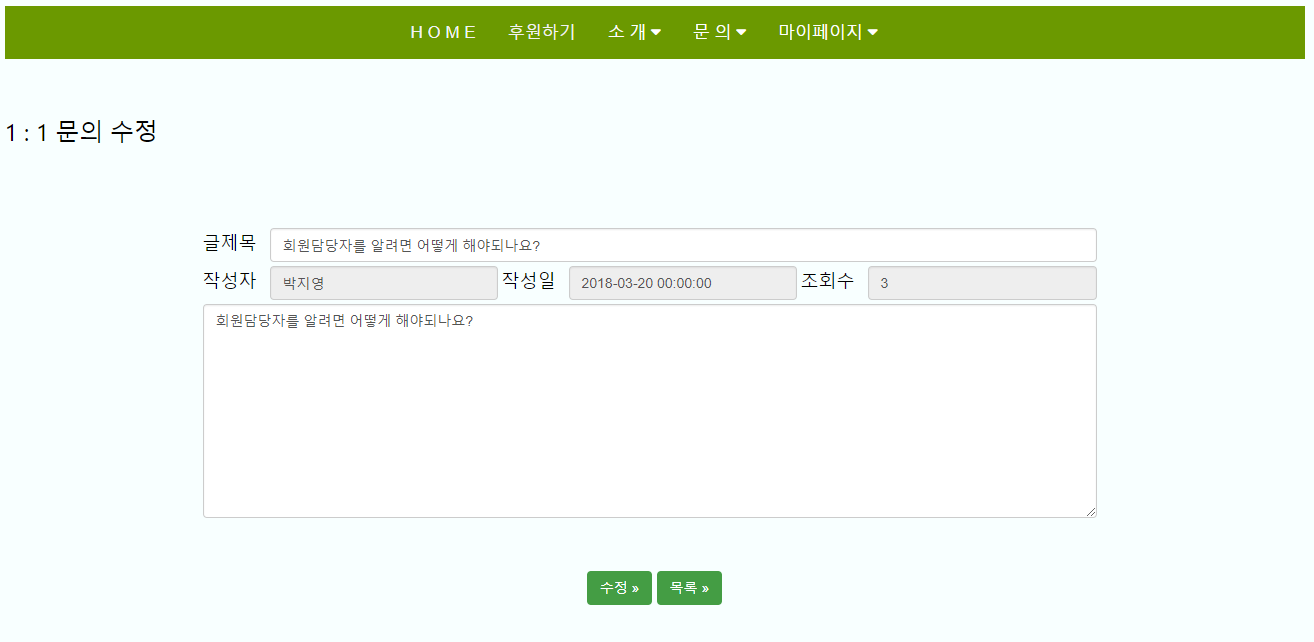 H O M E 후원하기 소 개 문 의 마이페이지
1 : 1 문의 수정
글제목 회원담당자를 알려면 어떻게 해야되나요?
작성자 박지영 작성일 2018-03-20 00:00:00 조회수 3
회원담당자를 알려면 어떻게 해야되나요?
수정 » 목록 »